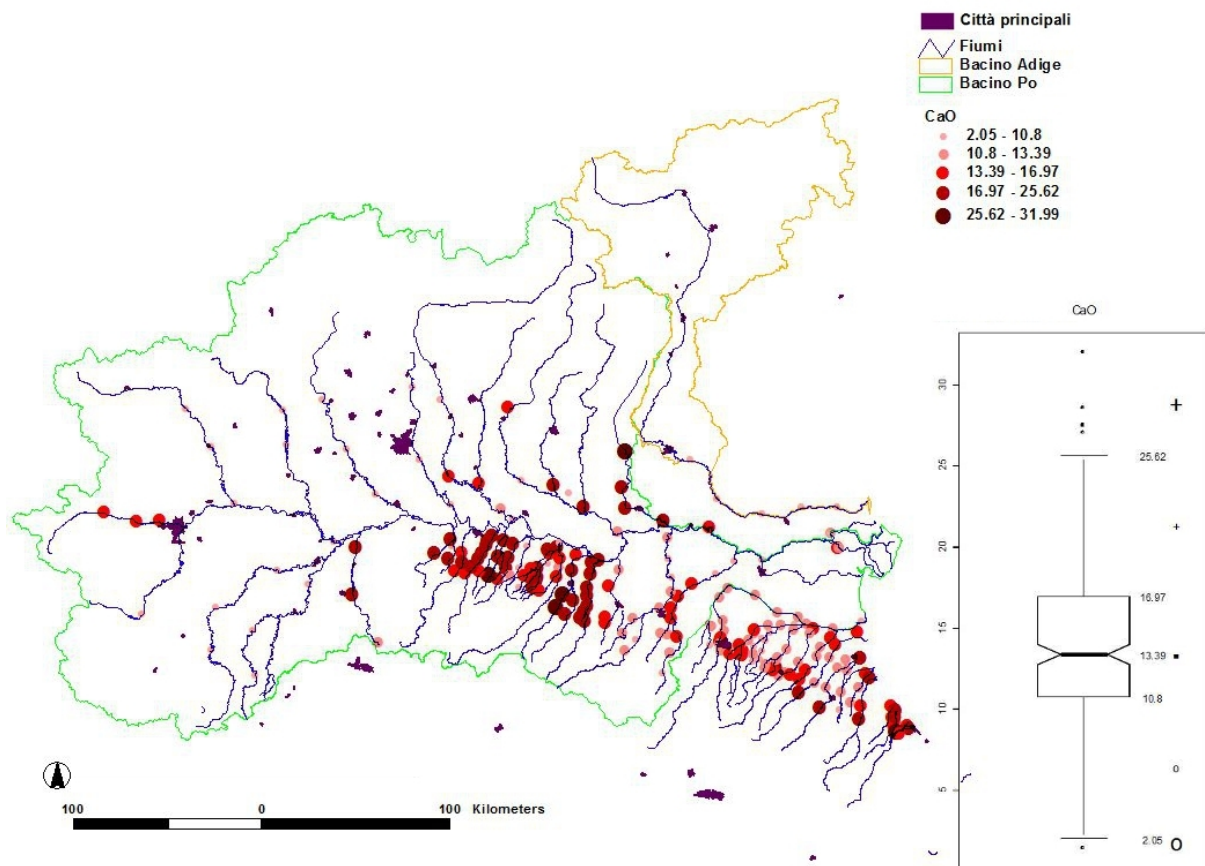 Città principali
Fiumi
Bacino Adige
Bacino Po
CaO
2.05 - 10.8
10.8 - 13.39
13.39 - 16.97
16.97 - 25.62
25.62 - 31.99
CaO
30
25
20
15
10
5
25.62
16.97
13.39
10.8
2.05
100 0 100 Kilometers